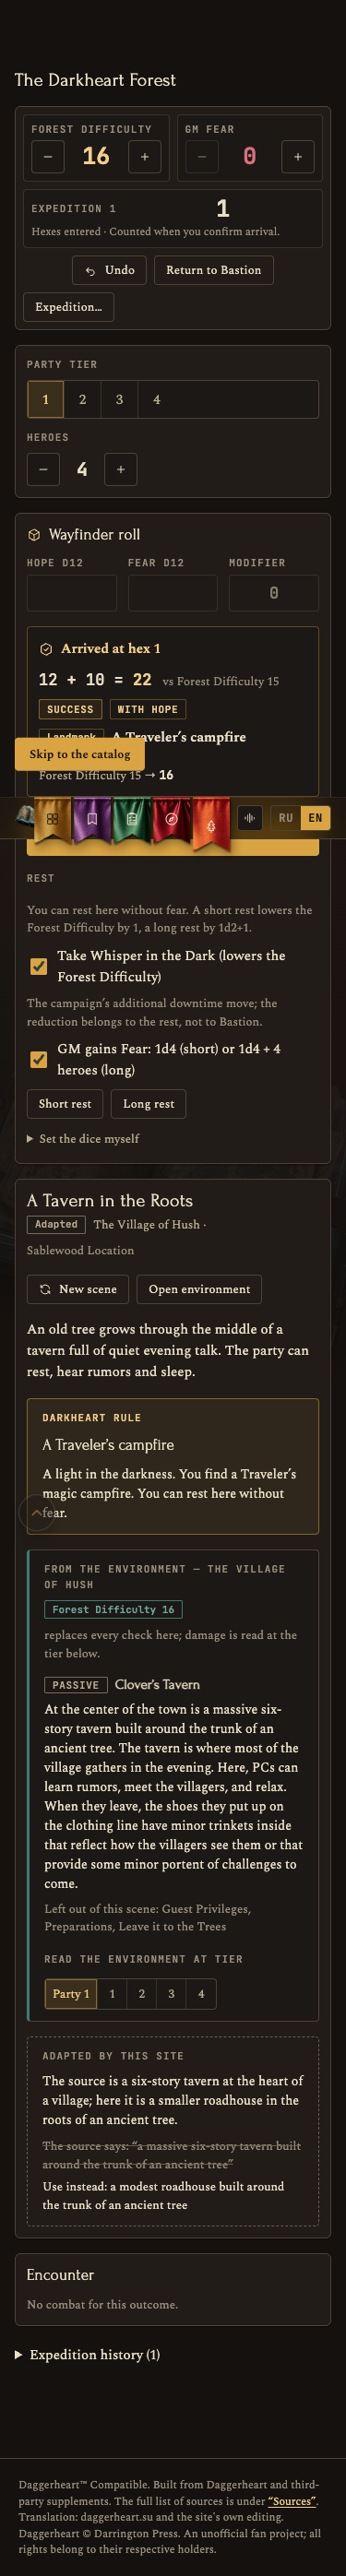 The Darkheart Forest
FOREST DIFFICULTY
GM FEAR
− 16 +
− 0 +
EXPEDITION 1
1
Hexes entered · Counted when you confirm arrival.
Undo
Return to Bastion
Expedition…
PARTY TIER
1 2 3 4
HEROES
− 4 +
Wayfinder roll
HOPE D12
FEAR D12
MODIFIER
0
Arrived at hex 1
12 + 10 = 22 vs Forest Difficulty 15
SUCCESS
WITH HOPE
A Traveler’s campfire
Skip to the catalog
Forest Difficulty 15 → 16
RU EN
REST
You can rest here without fear. A short rest lowers the
Forest Difficulty by 1, a long rest by 1d2+1.
Take Whisper in the Dark (lowers the
Forest Difficulty)
The campaign’s additional downtime move; the
reduction belongs to the rest, not to Bastion.
GM gains Fear: 1d4 (short) or 1d4 + 4
heroes (long)
Short rest
Long rest
Set the dice myself
A Tavern in the Roots
Adapted The Village of Hush ·
Sablewood Location
New scene
Open environment
An old tree grows through the middle of a
tavern full of quiet evening talk. The party can
rest, hear rumors and sleep.
DARKHEART RULE
A Traveler’s campfire
A light in the darkness. You find a Traveler’s
magic campfire. You can rest here without
fear.
FROM THE ENVIRONMENT — THE VILLAGE
OF HUSH
Forest Difficulty 16
replaces every check here; damage is read at the
tier below.
PASSIVE Clover’s Tavern
At the center of the town is a massive six-
story tavern built around the trunk of an
ancient tree. The tavern is where most of the
village gathers in the evening. Here, PCs can
learn rumors, meet the villagers, and relax.
When they leave, the shoes they put up on
the clothing line have minor trinkets inside
that reflect how the villagers see them or that
provide some minor portent of challenges to
come.
Left out of this scene: Guest Privileges,
Preparations, Leave it to the Trees
READ THE ENVIRONMENT AT TIER
Party 1 1 2 3 4
ADAPTED BY THIS SITE
The source is a six-story tavern at the heart of
a village; here it is a smaller roadhouse in the
roots of an ancient tree.
The source says: “a massive six-story tavern built
around the trunk of an ancient tree”
Use instead: a modest roadhouse built around
the trunk of an ancient tree
Encounter
No combat for this outcome.
Expedition history (1)
Daggerheart™ Compatible. Built from Daggerheart and third-
party supplements. The full list of sources is under “Sources”.
Translation: daggerheart.su and the site's own editing.
Daggerheart © Darrington Press. An unofficial fan project; all
rights belong to their respective holders.